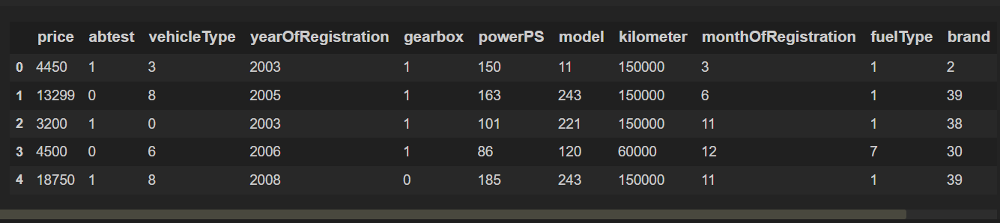 price abtest vehicleType yearOfRegistration gearbox powerPS model kilometer monthOfRegistration fuelType brand
0 4450 1 3 2003 1 150 11 150000 3 1 2
1 13299 0 8 2005 1 163 243 150000 6 1 39
2 3200 1 0 2003 1 101 221 150000 11 1 38
3 4500 0 6 2006 1 86 120 60000 12 7 30
4 18750 1 8 2008 0 185 243 150000 11 1 39